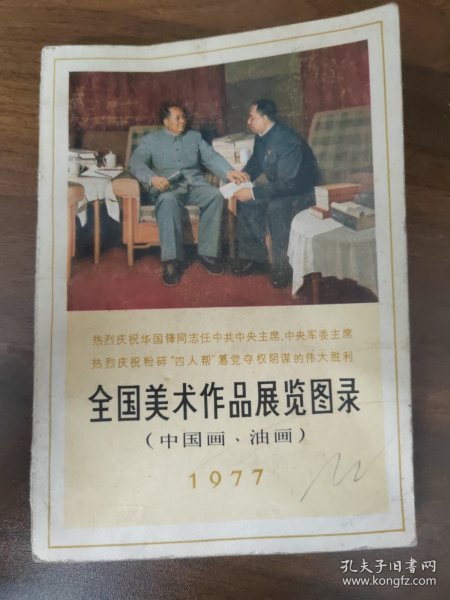 热烈庆祝华国锋同志任中共中央主席、中央军委主席
热烈庆祝粉碎“四人帮”篡党夺权阴谋的伟大胜利
全国美术作品展览图录
（中国画、油画）
1977
孔夫子旧书网
www.kongfz.com